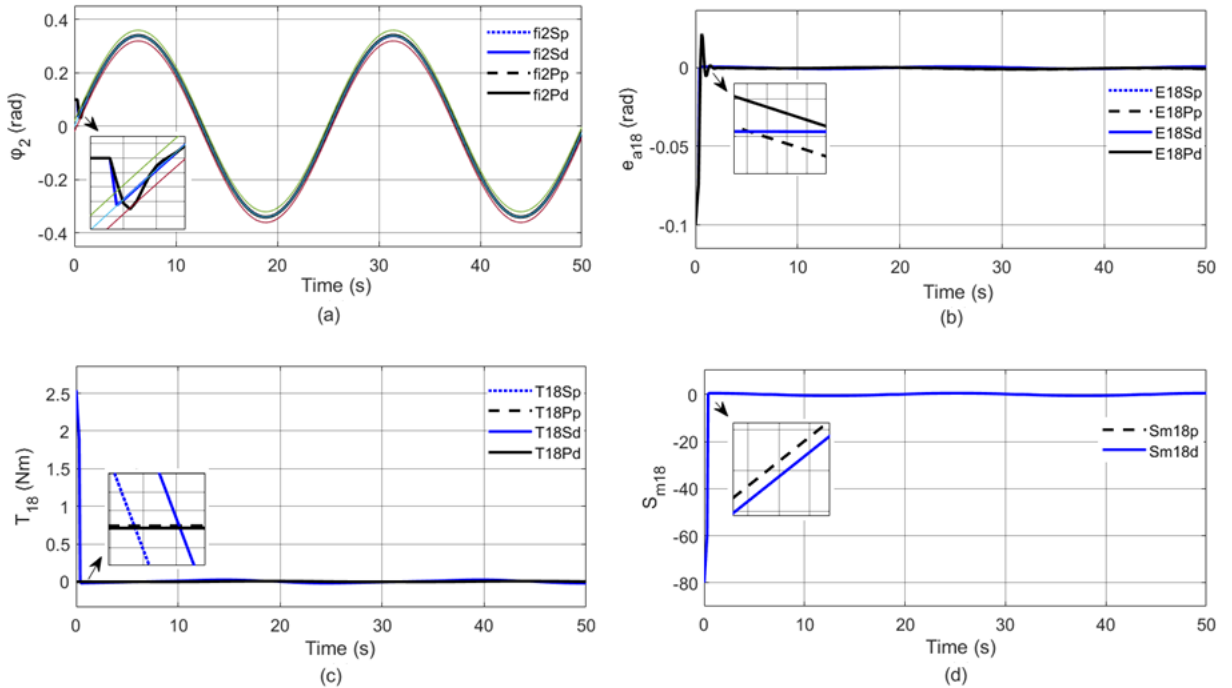 0.4
0.2
0
-0.2
-0.4
φ2 (rad)
fi2Sp
fi2Sd
fi2Pp
fi2Pd
0 10 20 30 40 50
Time (s)
(a)
0
-0.05
-0.1
ea18 (rad)
E18Sp
E18Pp
E18Sd
E18Pd
0 10 20 30 40 50
Time (s)
(b)
2.5
2
1.5
1
0.5
0
T18 (Nm)
T18Sp
T18Pp
T18Sd
T18Pd
0 10 20 30 40 50
Time (s)
(c)
0
-20
-40
-60
-80
Sm18
Sm18p
Sm18d
0 10 20 30 40 50
Time (s)
(d)